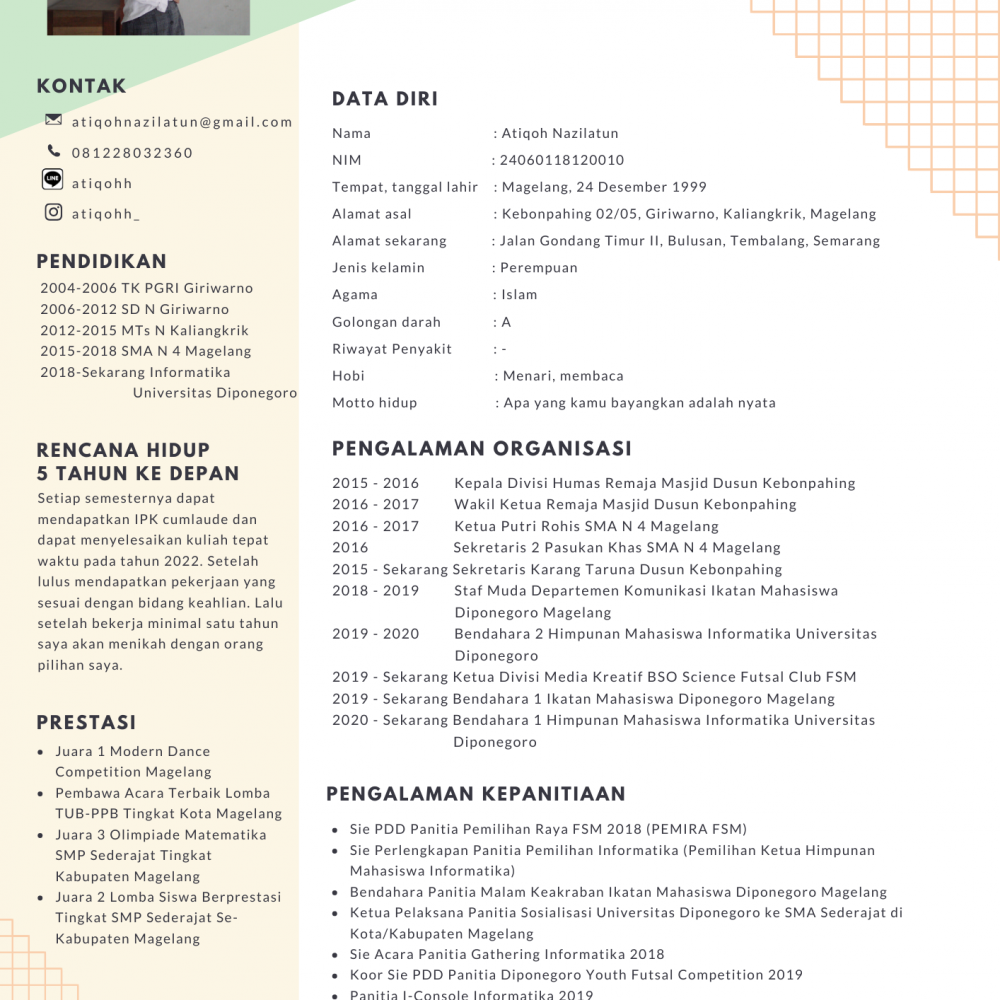 KONTAK
atiqohnazilatun@gmail.com
081228032360
LINE
atiqohh
atiqohh_
PENDIDIKAN
2004-2006 TK PGRI Giriwarno
2006-2012 SD N Giriwarno
2012-2015 MTs N Kaliangkrik
2015-2018 SMA N 4 Magelang
2018-Sekarang Informatika
Universitas Diponegoro
RENCANA HIDUP
5 TAHUN KE DEPAN
Setiap semesternya dapat
mendapatkan IPK cumlaude dan
dapat menyelesaikan kuliah tepat
waktu pada tahun 2022. Setelah
lulus mendapatkan pekerjaan yang
sesuai dengan bidang keahlian. Lalu
setelah bekerja minimal satu tahun
saya akan menikah dengan orang
pilihan saya.
PRESTASI
• Juara 1 Modern Dance
Competition Magelang
• Pembawa Acara Terbaik Lomba
TUB-PPB Tingkat Kota Magelang
• Juara 3 Olimpiade Matematika
SMP Sederajat Tingkat
Kabupaten Magelang
• Juara 2 Lomba Siswa Berprestasi
Tingkat SMP Sederajat Se-
Kabupaten Magelang
DATA DIRI
Nama : Atiqoh Nazilatun
NIM : 24060118120010
Tempat, tanggal lahir : Magelang, 24 Desember 1999
Alamat asal : Kebonpahing 02/05, Giriwarno, Kaliangkrik, Magelang
Alamat sekarang : Jalan Gondang Timur II, Bulusan, Tembalang, Semarang
Jenis kelamin : Perempuan
Agama : Islam
Golongan darah : A
Riwayat Penyakit : -
Hobi : Menari, membaca
Motto hidup : Apa yang kamu bayangkan adalah nyata
PENGALAMAN ORGANISASI
2015 - 2016 Kepala Divisi Humas Remaja Masjid Dusun Kebonpahing
2016 - 2017 Wakil Ketua Remaja Masjid Dusun Kebonpahing
2016 - 2017 Ketua Putri Rohis SMA N 4 Magelang
2016 Sekretaris 2 Pasukan Khas SMA N 4 Magelang
2015 - Sekarang Sekretaris Karang Taruna Dusun Kebonpahing
2018 - 2019 Staf Muda Departemen Komunikasi Ikatan Mahasiswa
Diponegoro Magelang
2019 - 2020 Bendahara 2 Himpunan Mahasiswa Informatika Universitas
Diponegoro
2019 - Sekarang Ketua Divisi Media Kreatif BSO Science Futsal Club FSM
2019 - Sekarang Bendahara 1 Ikatan Mahasiswa Diponegoro Magelang
2020 - Sekarang Bendahara 1 Himpunan Mahasiswa Informatika Universitas
Diponegoro
PENGALAMAN KEPANITIAAN
• Sie PDD Panitia Pemilihan Raya FSM 2018 (PEMIRA FSM)
• Sie Perlengkapan Panitia Pemilihan Informatika (Pemilihan Ketua Himpunan
Mahasiswa Informatika)
• Bendahara Panitia Malam Keakraban Ikatan Mahasiswa Diponegoro Magelang
• Ketua Pelaksana Panitia Sosialisasi Universitas Diponegoro ke SMA Sederajat di
Kota/Kabupaten Magelang
• Sie Acara Panitia Gathering Informatika 2018
• Koor Sie PDD Panitia Diponegoro Youth Futsal Competition 2019
• Panitia I-Console Informatika 2019